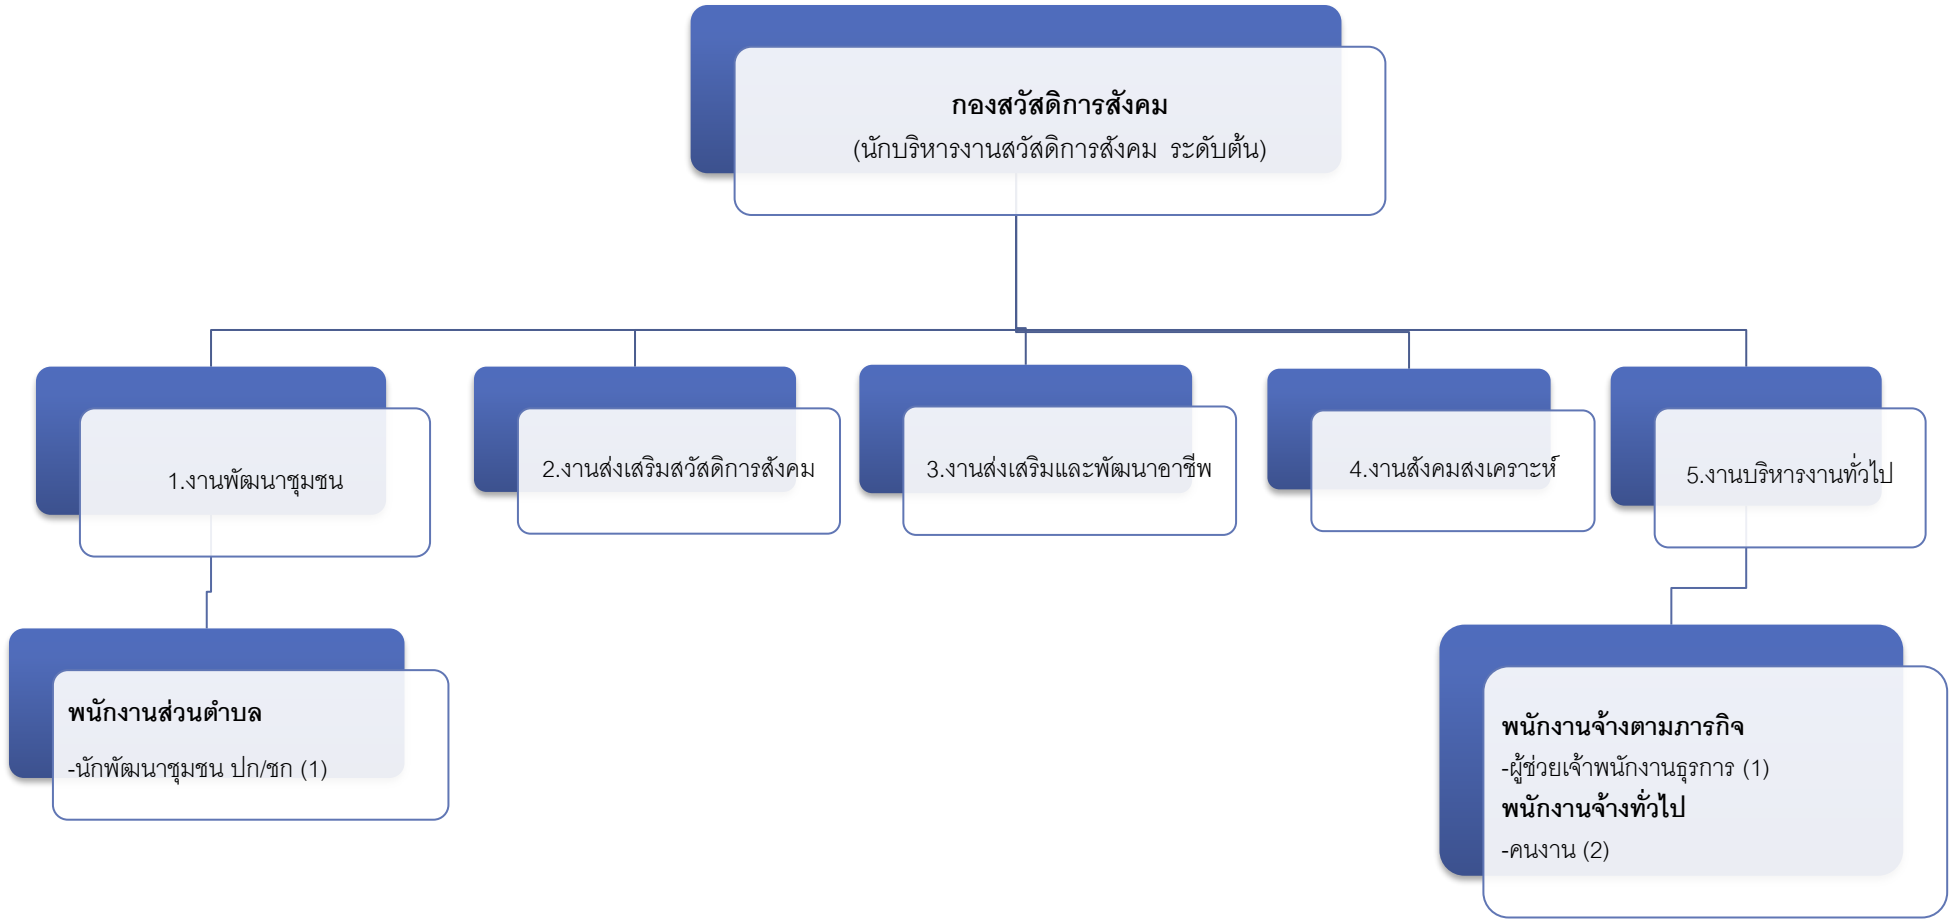 กองสวัสดิการสังคม
(นักบริหารงานสวัสดิการสังคม ระดับต้น)
1.งานพัฒนาชุมชน
2.งานส่งเสริมสวัสดิการสังคม
3.งานส่งเสริมและพัฒนาอาชีพ
4.งานสังคมสงเคราะห์
5.งานบริหารงานทั่วไป
พนักงานส่วนตำบล
-นักพัฒนาชุมชน ปก/ชก (1)
พนักงานจ้างตามภารกิจ
-ผู้ช่วยเจ้าพนักงานธุรการ (1)
พนักงานจ้างทั่วไป
-คนงาน (2)